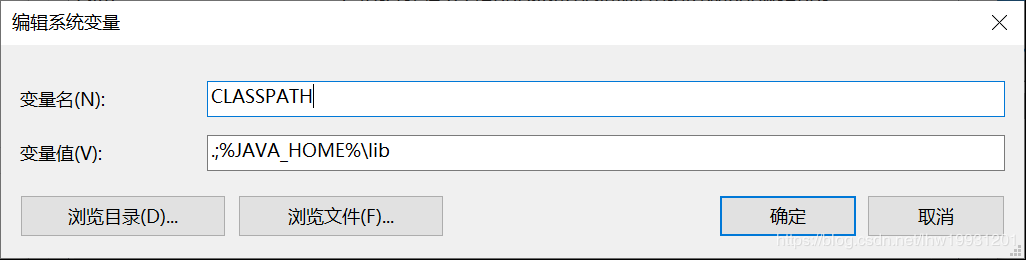 编辑系统变量
变量名(N):
CLASSPATH
变量值(V):
.;%JAVA_HOME%\lib
浏览目录(D)... 浏览文件(F)... 确定 取消
https://blog.csdn.net/lhw19931201